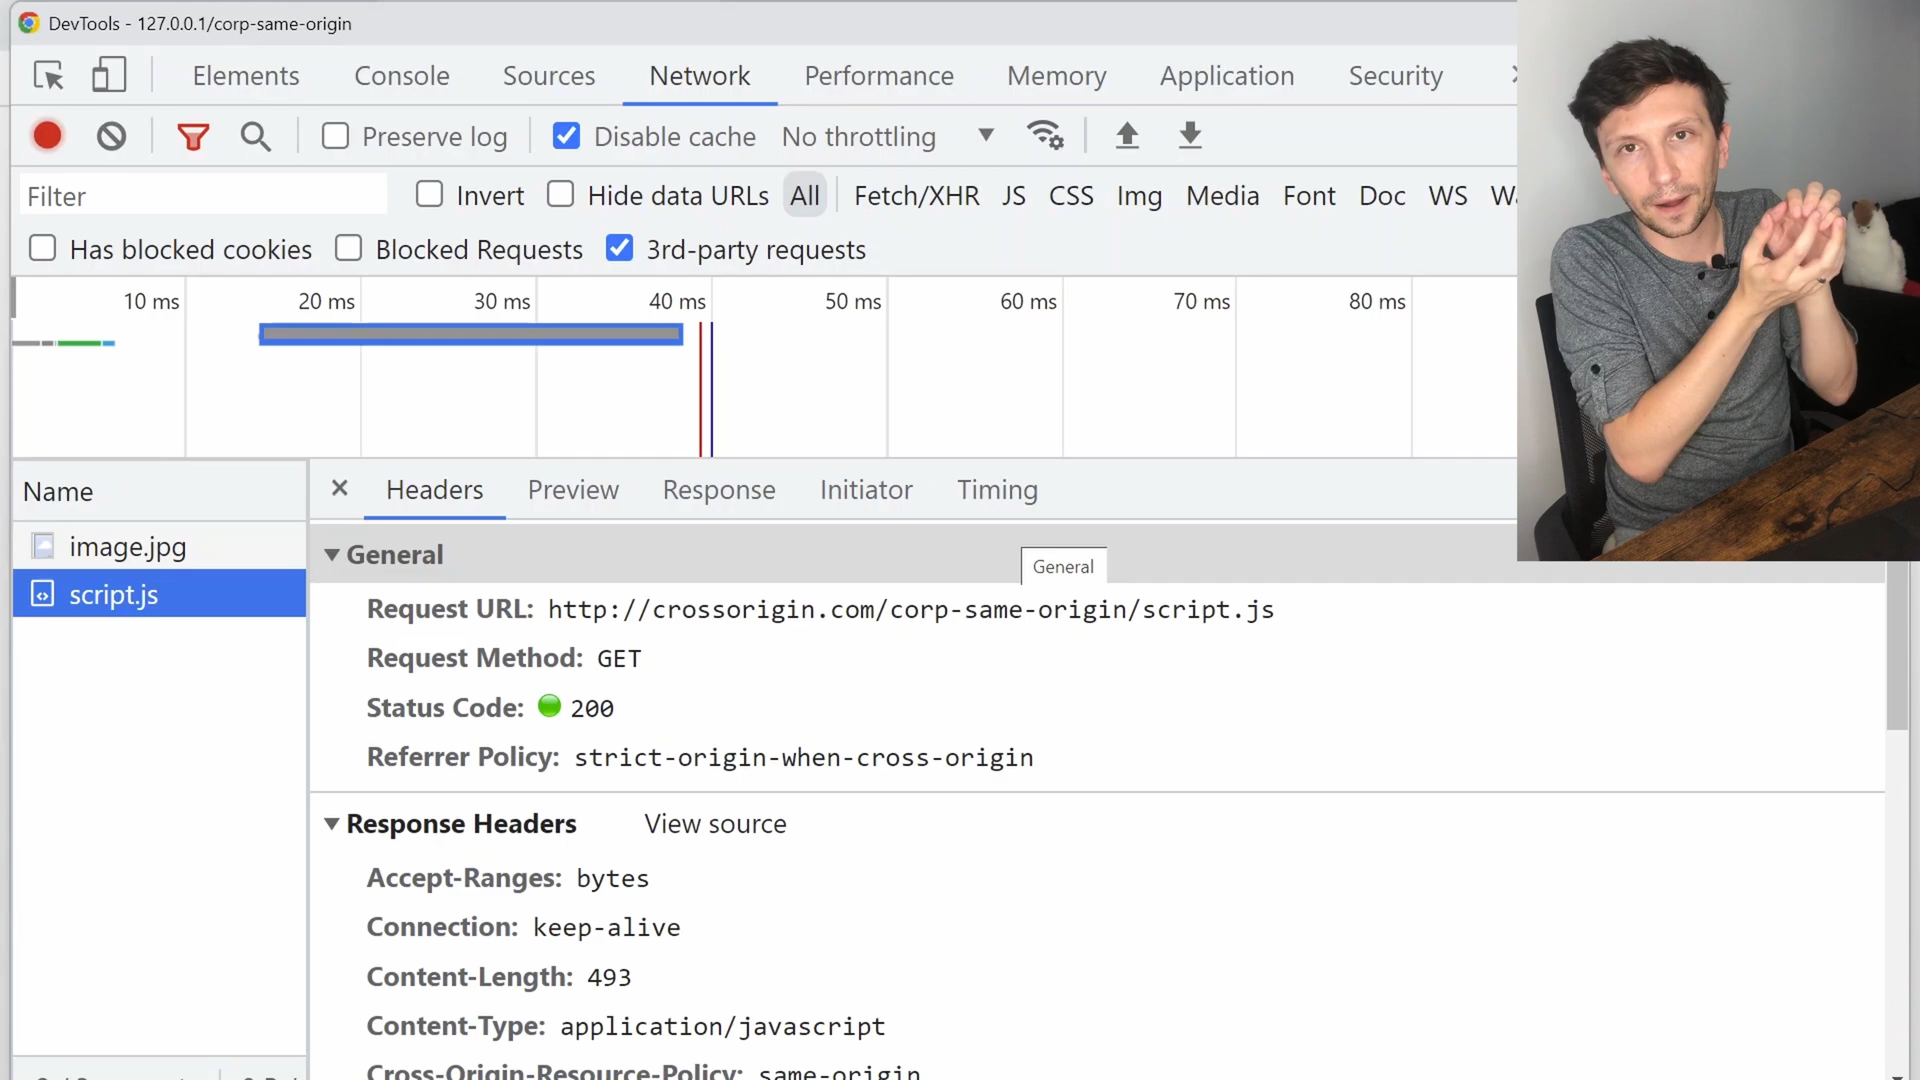 DevTools - 127.0.0.1/corp-same-origin
Elements Console Sources Network Performance Memory Application Security
Preserve log Disable cache No throttling
Filter Invert Hide data URLs All Fetch/XHR JS CSS Img Media Font Doc WS
Has blocked cookies Blocked Requests 3rd-party requests
10 ms 20 ms 30 ms 40 ms 50 ms 60 ms 70 ms 80 ms
Name
image.jpg
script.js
Headers Preview Response Initiator Timing
General
General
Request URL: http://crossorigin.com/corp-same-origin/script.js
Request Method: GET
Status Code: 200
Referrer Policy: strict-origin-when-cross-origin
Response Headers View source
Accept-Ranges: bytes
Connection: keep-alive
Content-Length: 493
Content-Type: application/javascript
Cross-Origin-Resource-Policy: same-origin